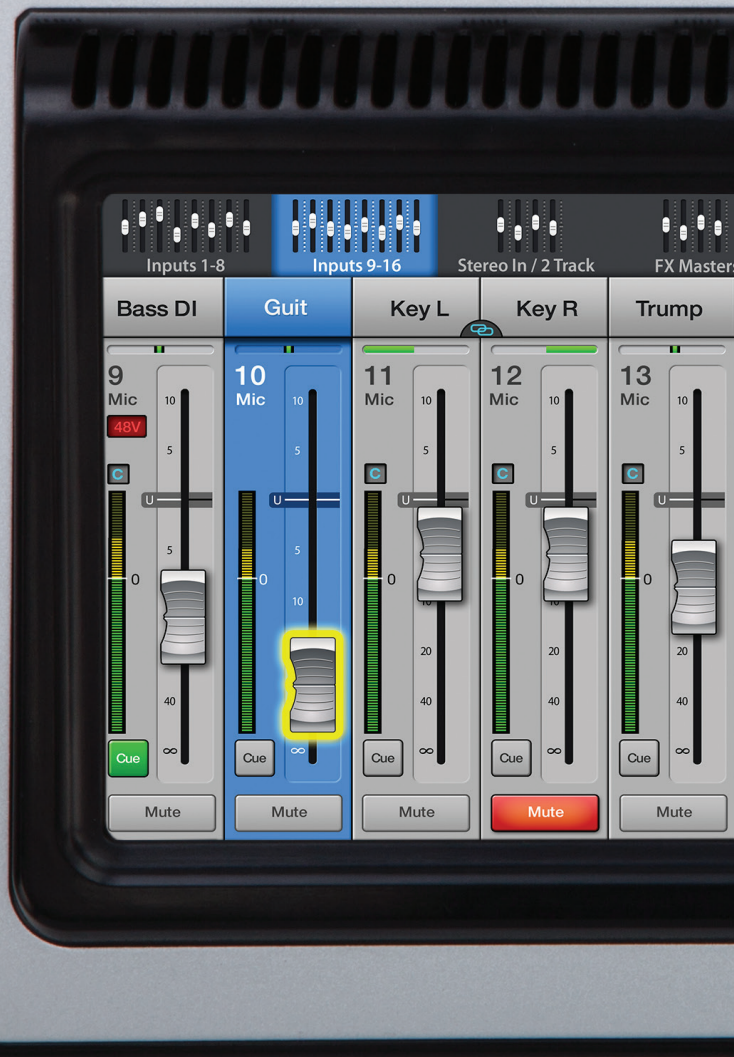 Inputs 1-8
Inputs 9-16
Stereo In / 2 Track
FX Masters
Bass DI
9
Mic
48V
C
10
5
U
5
0
40
∞
Cue
Mute
Guit
10
Mic
10
5
U
5
0
10
∞
Cue
Mute
Key L
11
Mic
C
10
5
U
0
10
20
40
∞
Cue
Mute
Key R
12
Mic
C
10
5
U
0
10
20
40
∞
Cue
Mute
Trump
13
Mic
C
10
5
U
0
20
40
∞
Cue
Mute